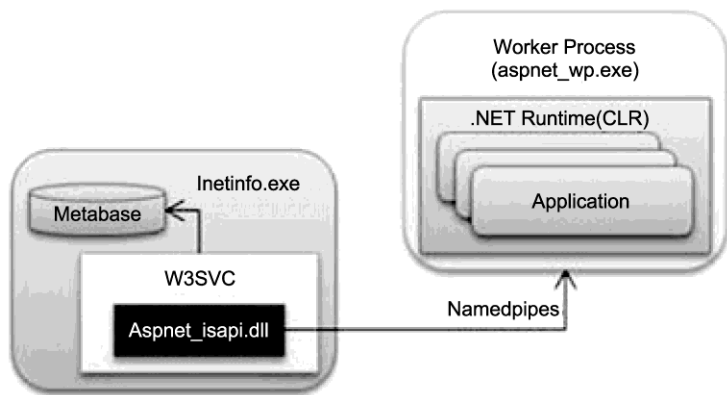 Worker Process
(aspnet_wp.exe)
.NET Runtime(CLR)
Application
Inetinfo.exe
Metabase
W3SVC
Aspnet_isapi.dll
Namedpipes